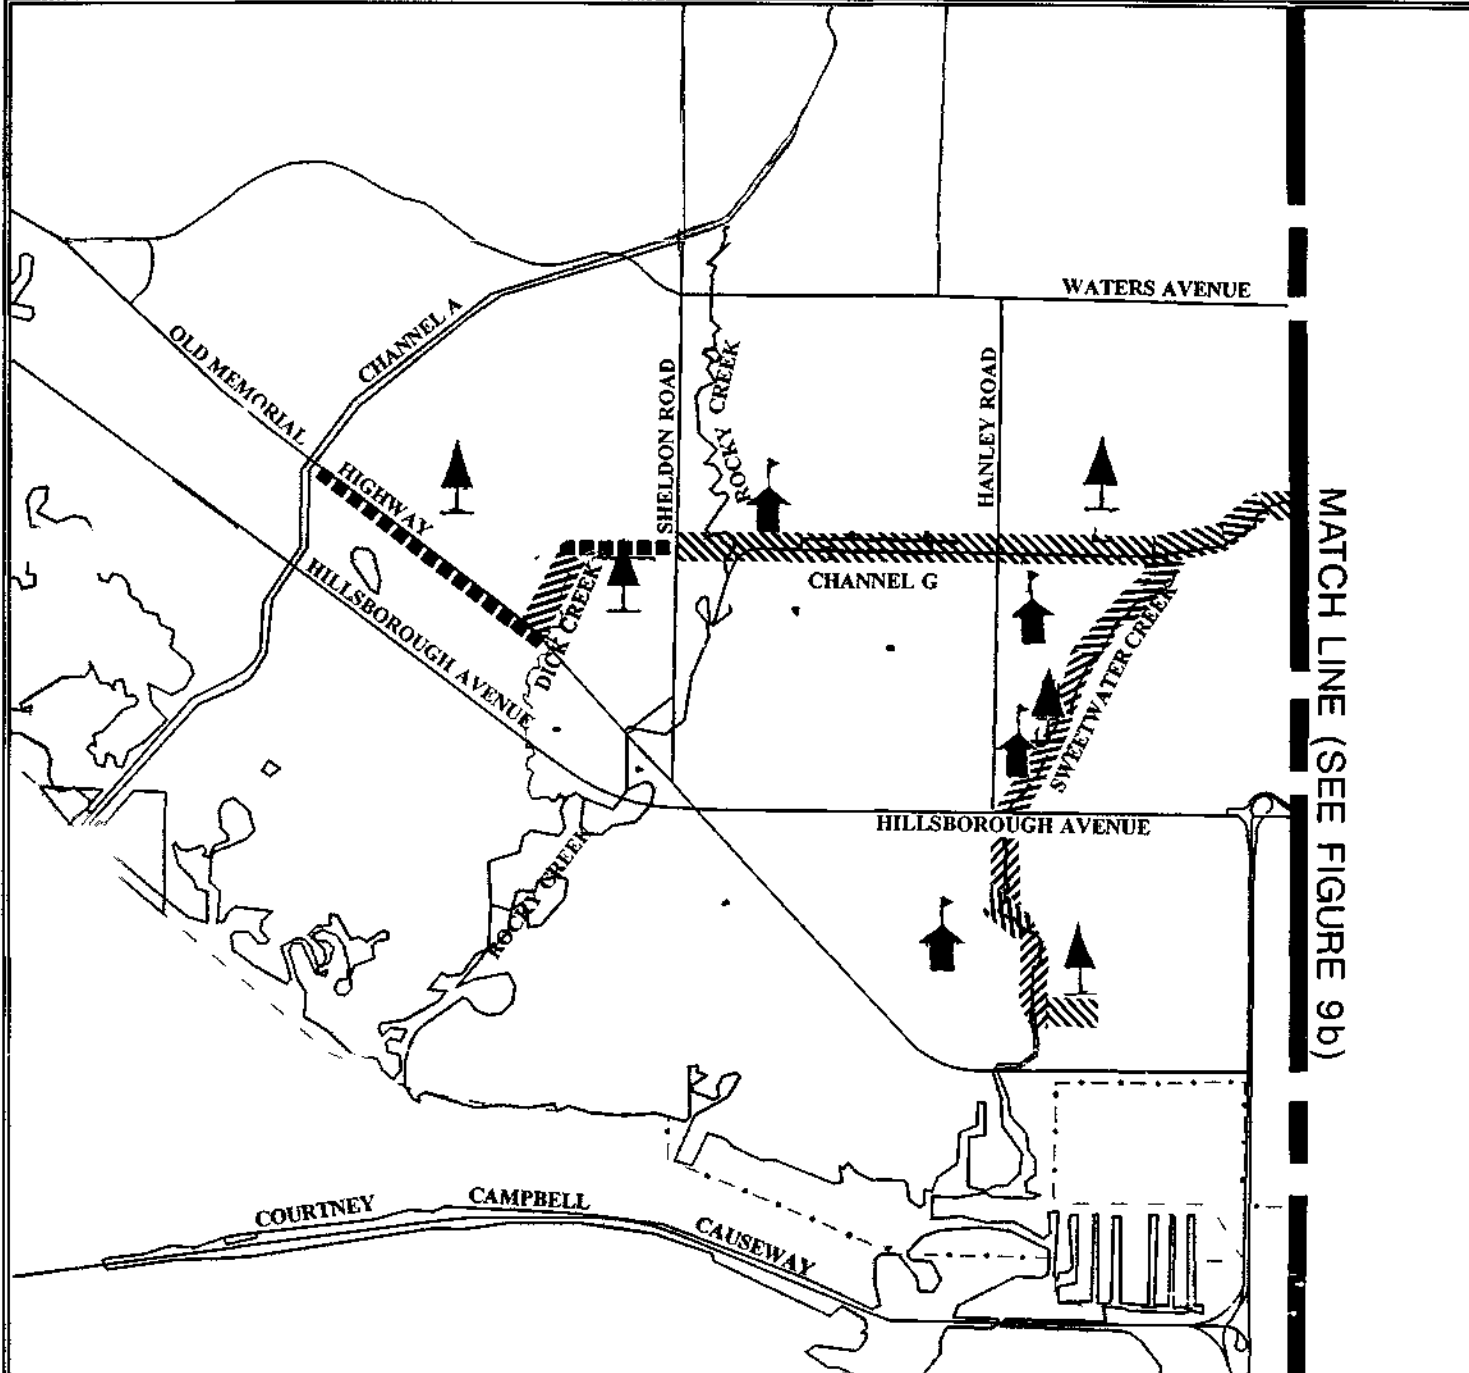 WATERS AVENUE
OLD MEMORIAL
HIGHWAY
CHANNEL A
SHELDON ROAD
ROCKY CREEK
HANLEY ROAD
CHANNEL G
DICK CREEK
HILLSBOROUGH AVENUE
SWEETWATER CREEK
HILLSBOROUGH AVENUE
ROCKY CREEK
COURTNEY
CAMPBELL
CAUSEWAY
MATCH LINE (SEE FIGURE 9b)